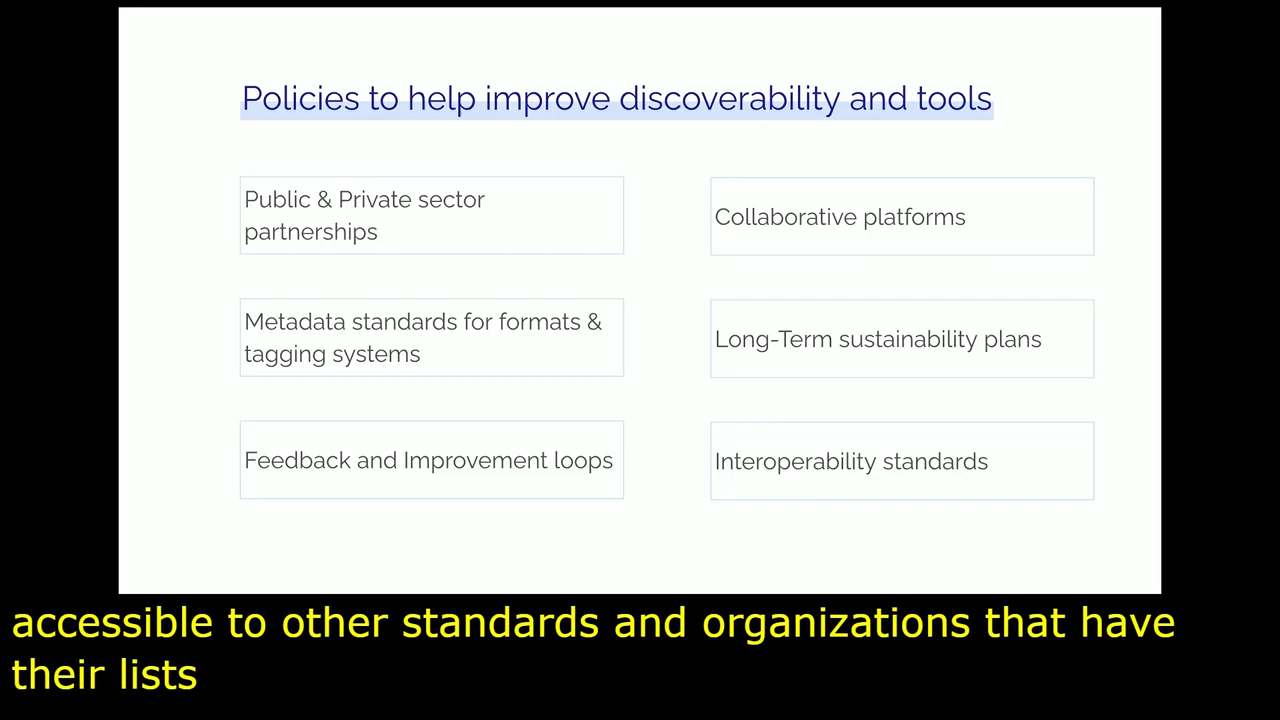 Policies to help improve discoverability and tools
Public & Private sector
partnerships
Collaborative platforms
Metadata standards for formats &
tagging systems
Long-Term sustainability plans
Feedback and Improvement loops
Interoperability standards
accessible to other standards and organizations that have
their lists